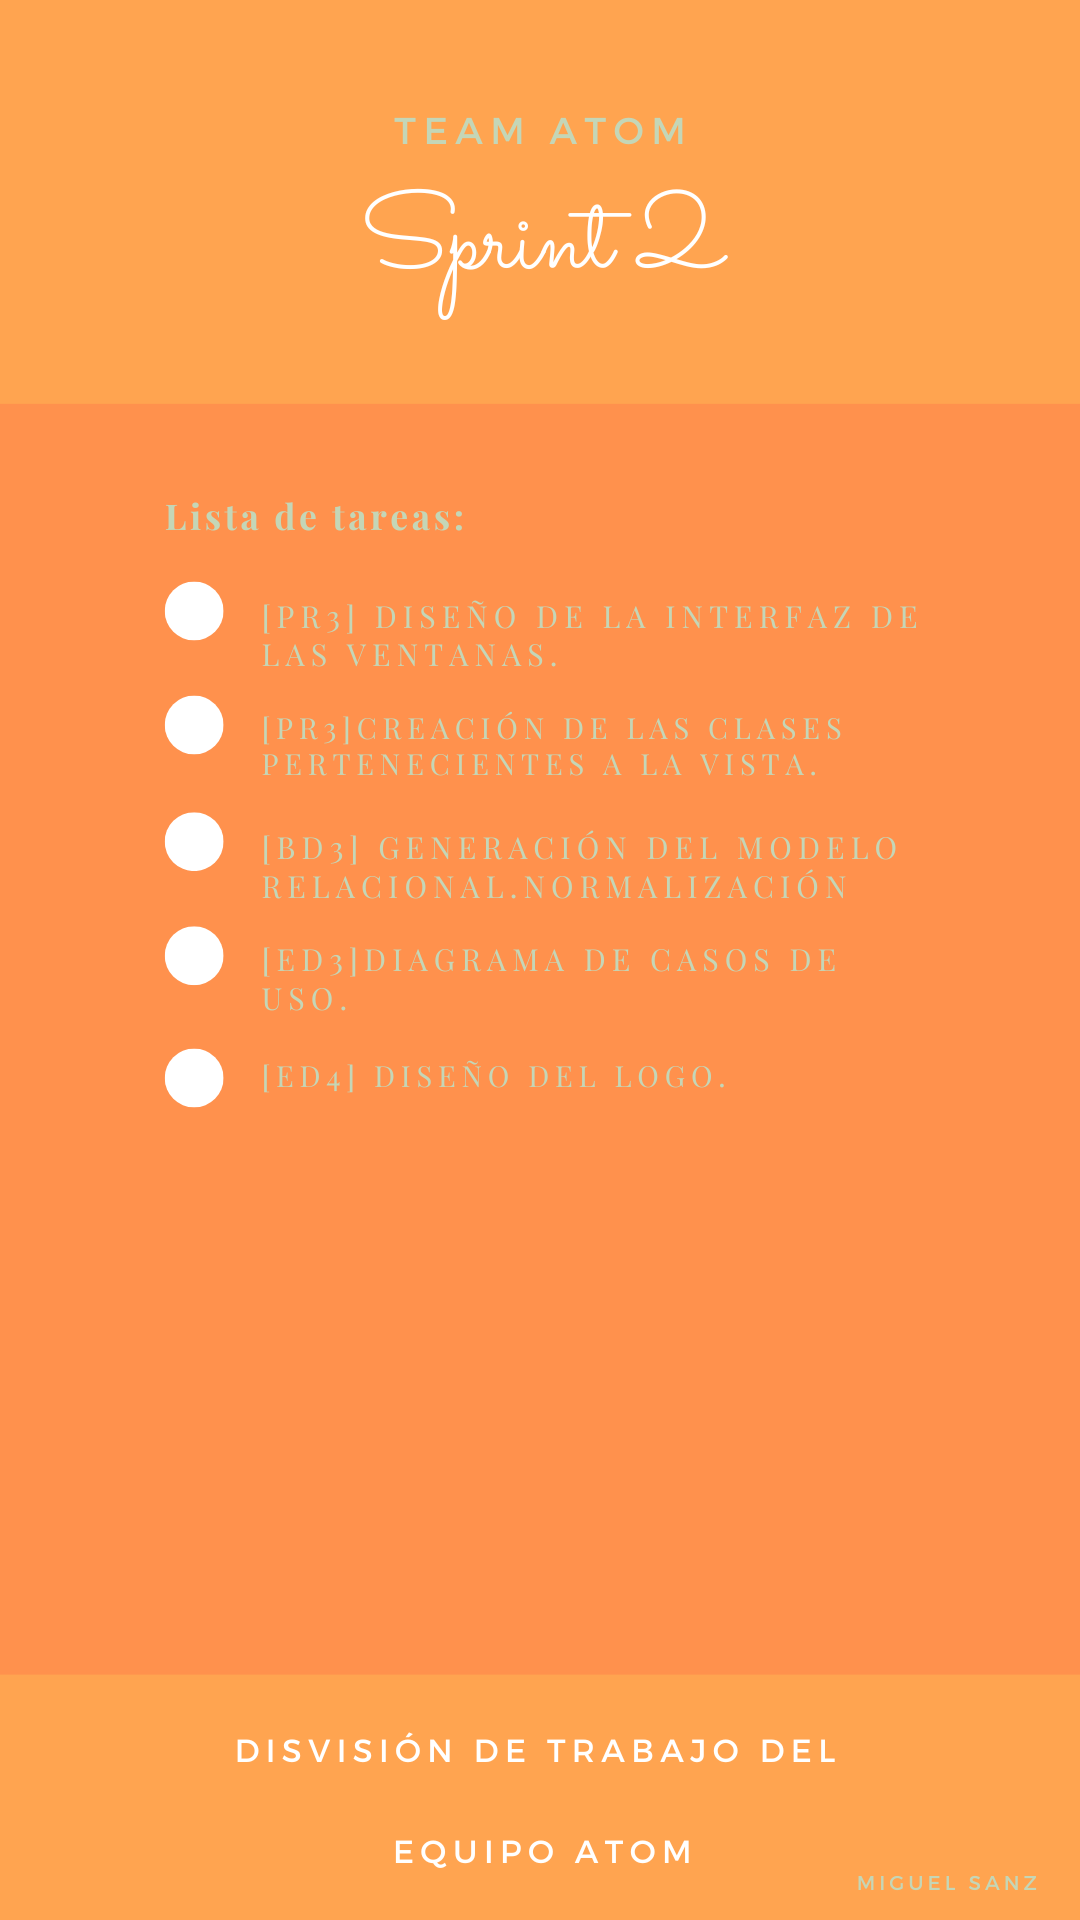 TEAM ATOM
Sprint 2
Lista de tareas:
[PR3] DISEÑO DE LA INTERFAZ DE
LAS VENTANAS.
[PR3]CREACIÓN DE LAS CLASES
PERTENECIENTES A LA VISTA.
[BD3] GENERACIÓN DEL MODELO
RELACIONAL.NORMALIZACIÓN
[ED3]DIAGRAMA DE CASOS DE
USO.
[ED4] DISEÑO DEL LOGO.
DISVISIÓN DE TRABAJO DEL
EQUIPO ATOM
MIGUEL SANZ